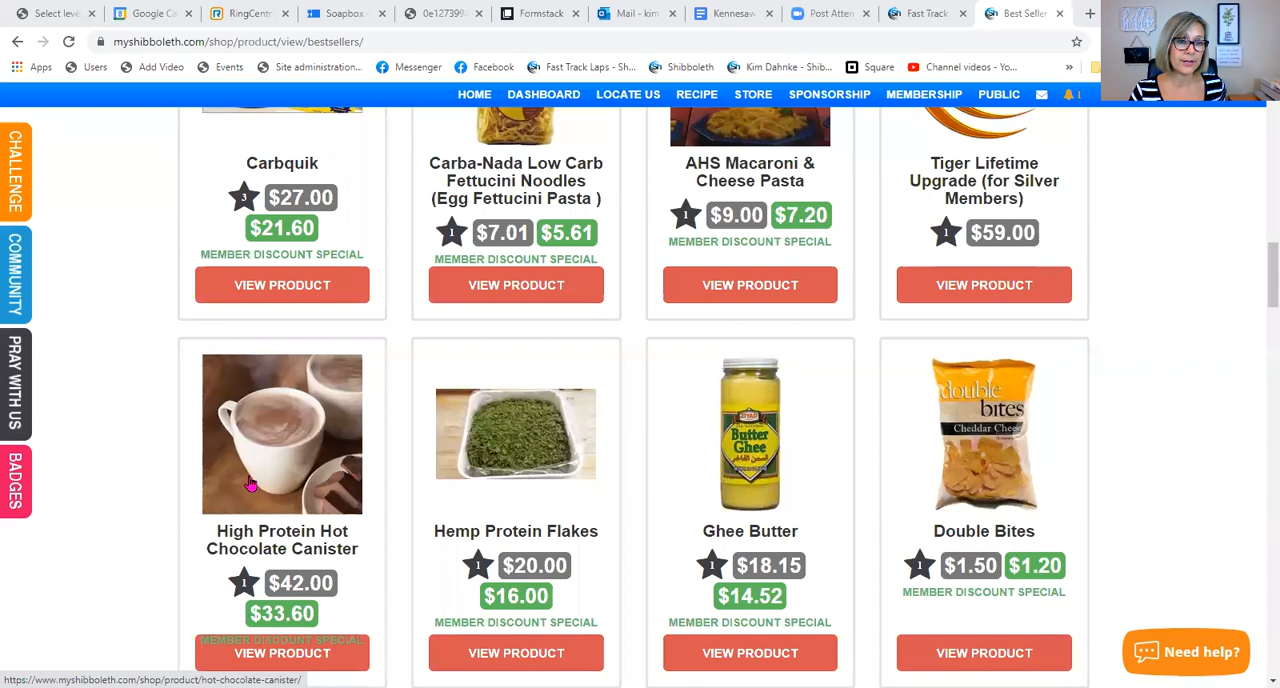 Select leve
Google Ca
RingCentr
Soapbox -
0e127399
Formstack
Mail - kim
Kennesaw
Post Atten
Fast Track
Best Seller
myshibboleth.com/shop/product/view/bestsellers/
Apps
Users
Add Video
Events
Site administration...
Messenger
Faceboo
Fast Track Laps - Sh...
Shibboleth
Kim Dahnke - Shib...
Square
Channel videos - Yo...
»
HOME
DASHBOARD
LOCATE US
RECIPE
STORE
SPONSORSHIP
MEMBERSHIP
PUBLIC
1
CHALLENGE
COMMUNITY
PRAY WITH US
BADGES
Carbquik
3 $27.00
$21.60
MEMBER DISCOUNT SPECIAL
VIEW PRODUCT
Carba-Nada Low Carb
Fettucini Noodles
(Egg Fettucini Pasta )
1 $7.01 $5.61
MEMBER DISCOUNT SPECIAL
VIEW PRODUCT
AHS Macaroni &
Cheese Pasta
1 $9.00 $7.20
MEMBER DISCOUNT SPECIAL
VIEW PRODUCT
Tiger Lifetime
Upgrade (for Silver
Members)
1 $59.00
VIEW PRODUCT
High Protein Hot
Chocolate Canister
1 $42.00
$33.60
MEMBER DISCOUNT SPECIAL
VIEW PRODUCT
Hemp Protein Flakes
1 $20.00
$16.00
MEMBER DISCOUNT SPECIAL
VIEW PRODUCT
ZIYAD
Butter
Ghee
Ghee Butter
1 $18.15
$14.52
MEMBER DISCOUNT SPECIAL
VIEW PRODUCT
double
bites
Cheddar Chee
Double Bites
1 $1.50 $1.20
MEMBER DISCOUNT SPECIAL
VIEW PRODUCT
Need help?
https://www.myshibboleth.com/shop/product/hot-chocolate-canister/